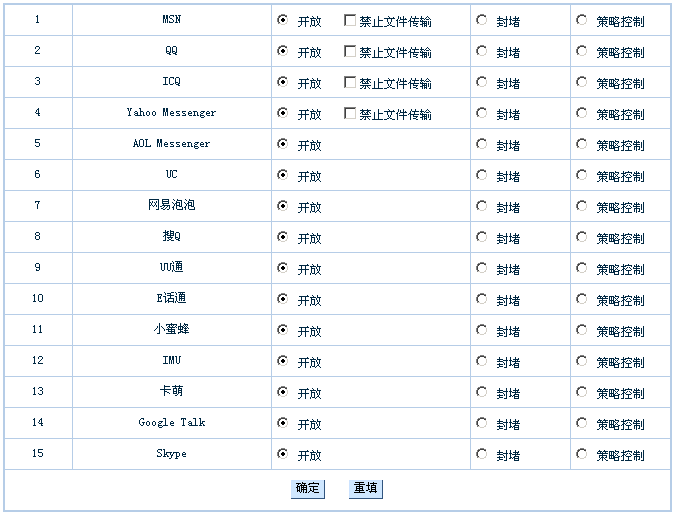 1 MSN 开放 禁止文件传输 封堵 策略控制
2 QQ 开放 禁止文件传输 封堵 策略控制
3 ICQ 开放 禁止文件传输 封堵 策略控制
4 Yahoo Messenger 开放 禁止文件传输 封堵 策略控制
5 AOL Messenger 开放 封堵 策略控制
6 UC 开放 封堵 策略控制
7 网易泡泡 开放 封堵 策略控制
8 搜Q 开放 封堵 策略控制
9 UU通 开放 封堵 策略控制
10 E话通 开放 封堵 策略控制
11 小蜜蜂 开放 封堵 策略控制
12 IMU 开放 封堵 策略控制
13 卡萌 开放 封堵 策略控制
14 Google Talk 开放 封堵 策略控制
15 Skype 开放 封堵 策略控制
确定 重填